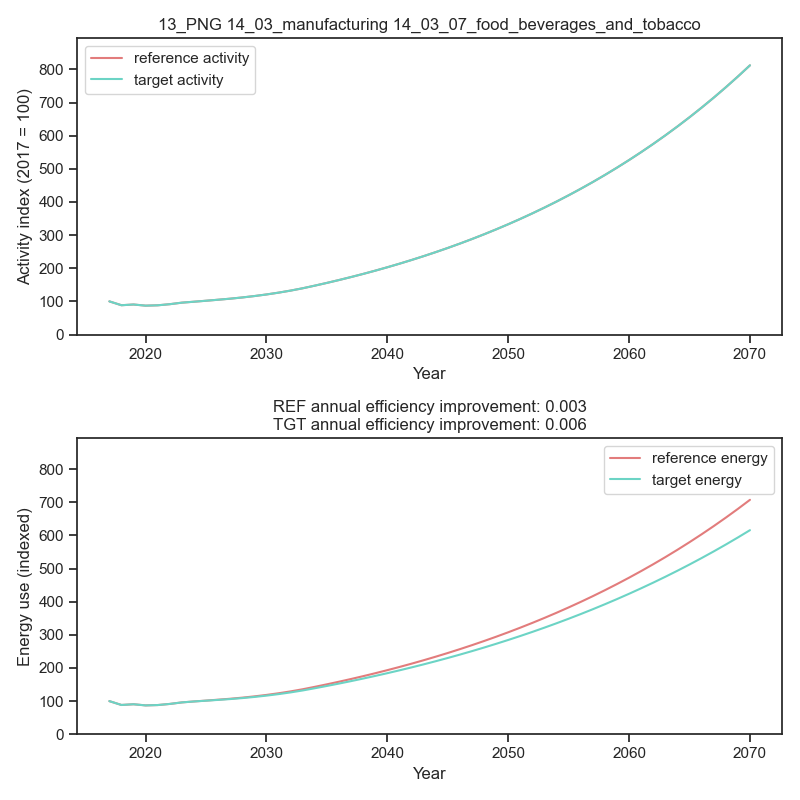 13_PNG 14_03_manufacturing 14_03_07_food_beverages_and_tobacco
reference activity
target activity
Activity index (2017 = 100)
800
700
600
500
400
300
200
100
0
2020 2030 2040 2050 2060 2070
Year
REF annual efficiency improvement: 0.003
TGT annual efficiency improvement: 0.006
reference energy
target energy
Energy use (indexed)
800
700
600
500
400
300
200
100
0
2020 2030 2040 2050 2060 2070
Year